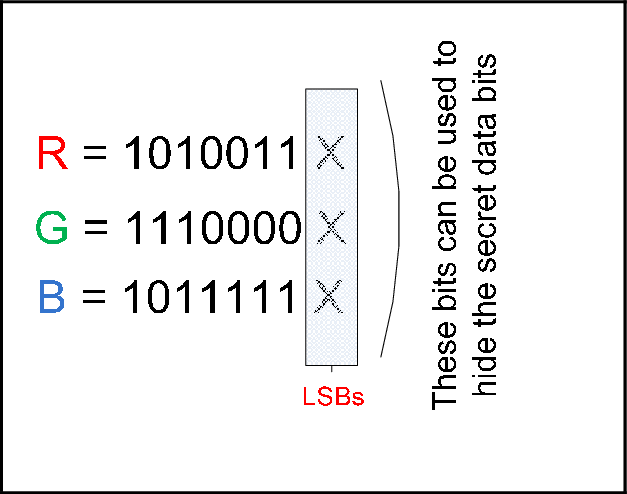 R = 1010011 X
G = 1110000 X
B = 1011111 X
LSBs
These bits can be used to
hide the secret data bits